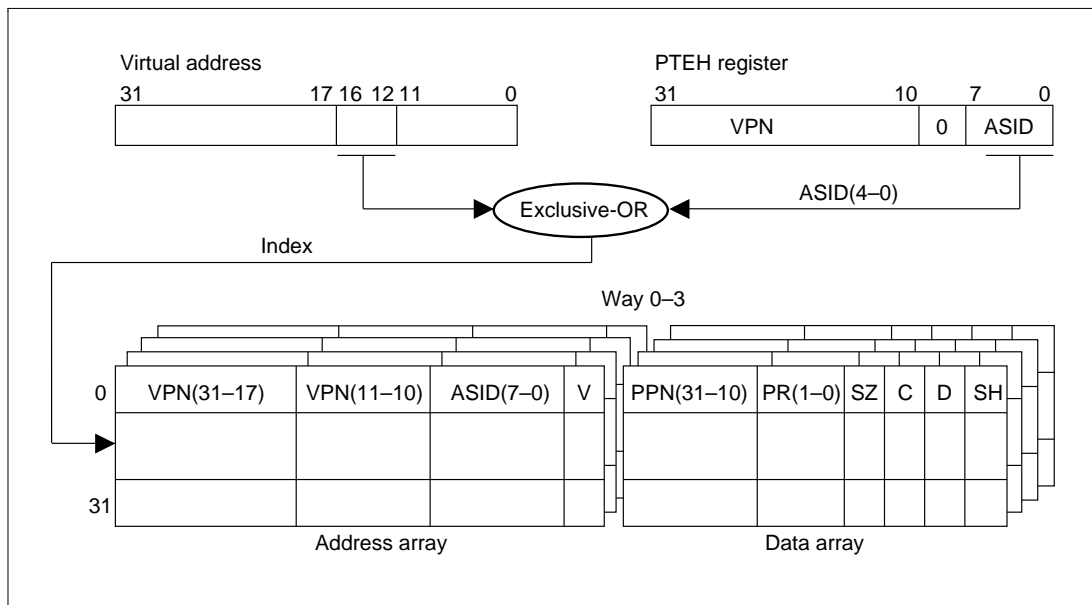 Virtual address PTEH register
31 17 16 12 11 0 31 10 7 0
VPN 0 ASID
ASID(4–0)
Exclusive-OR
Index
Way 0–3
0 VPN(31–17) VPN(11–10) ASID(7–0) V PPN(31–10) PR(1–0) SZ C D SH
31
Address array Data array